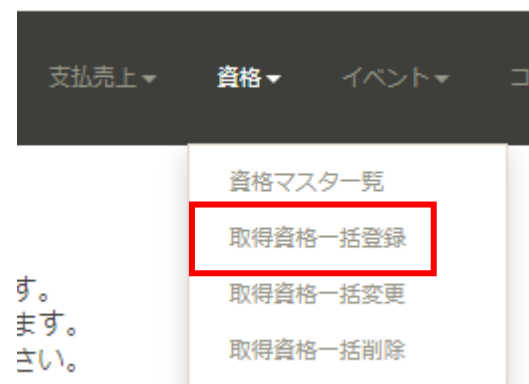 支払売上▼ 資格▼ イベント▼ コ
資格マスター覧
取得資格一括登録
取得資格一括変更
す。
ます。
取得資格一括削除
さい。